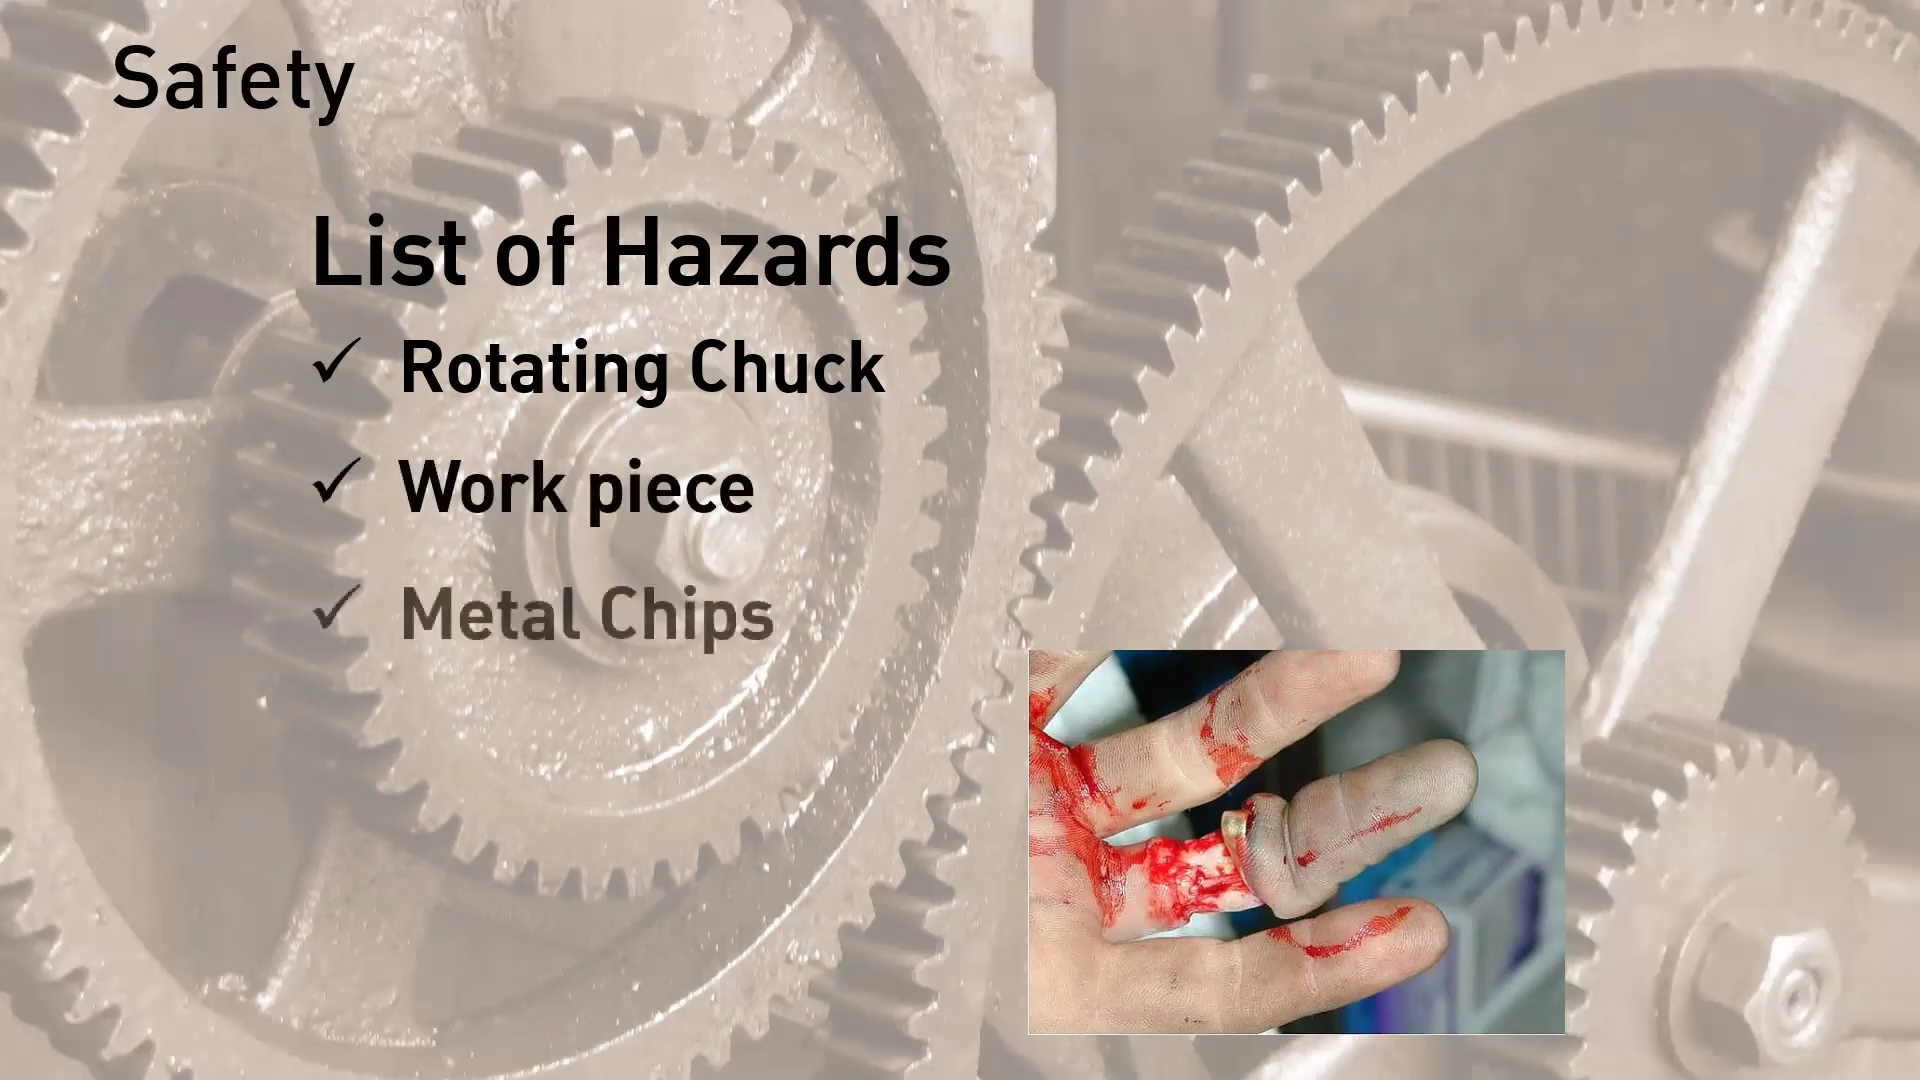 Safety
List of Hazards
✓ Rotating Chuck
✓ Work piece
✓ Metal Chips